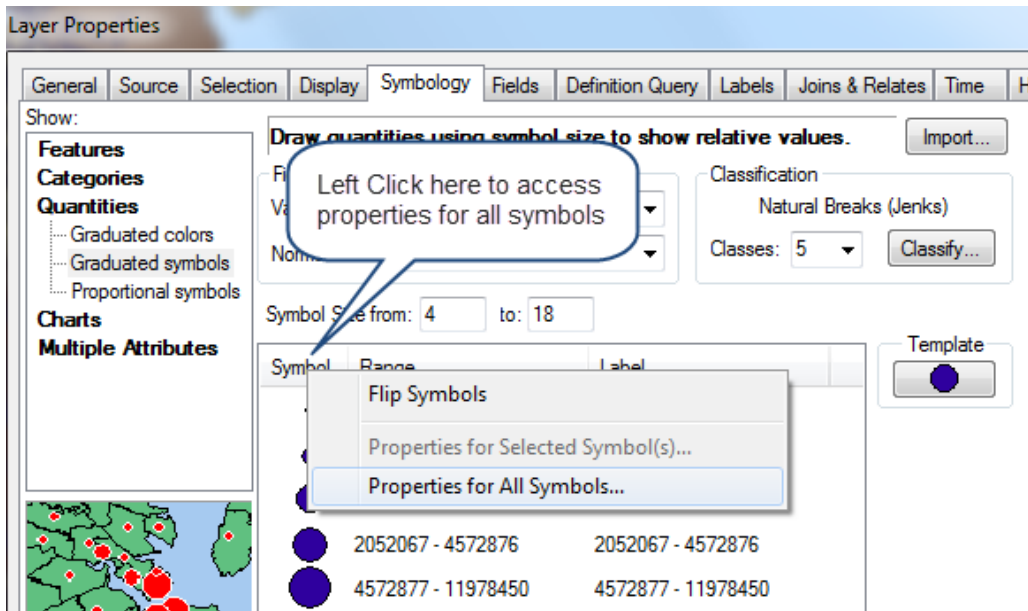 Layer Properties
General Source Selection Display Symbology Fields Definition Query Labels Joins & Relates Time H
Show:
Features
Categories
Quantities
Graduated colors
Graduated symbols
Proportional symbols
Charts
Multiple Attributes
Draw quantities using symbol size to show relative values.
Import...
Left Click here to access
properties for all symbols
Classification
Natural Breaks (Jenks)
Classes: 5 Classify...
Symbol Size from: 4 to: 18
Symbol Range Label
Template
Flip Symbols
Properties for Selected Symbol(s)...
Properties for All Symbols...
2052067 - 4572876 2052067 - 4572876
4572877 - 11978450 4572877 - 11978450